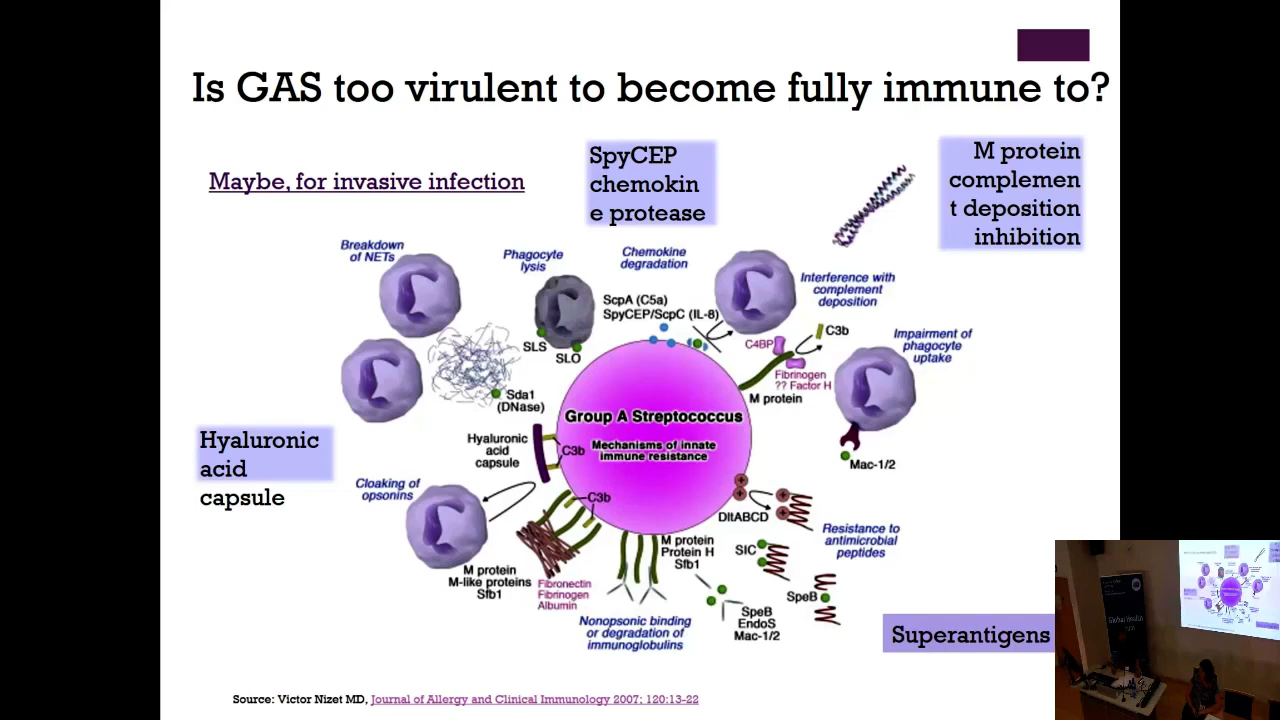 Is GAS too virulent to become fully immune to?
Maybe, for invasive infection
SpyCEP
chemokin
e protease
M protein
complemen
t deposition
inhibition
Breakdown
of NETs
Phagocyte
lysis
Chemokine
degradation
ScpA (C5a)
SpyCEP/ScpC (IL-8)
Interference with
complement
deposition
C3b
C4BP
Fibrinogen
?? Factor H
M protein
Impairment of
phagocyte
uptake
SLS
SLO
Sda1
(DNase)
Group A Streptococcus
Mechanisms of innate
immune resistance
Hyaluronic
acid
capsule
Hyaluronic
acid
capsule
C3b
Mac-1/2
Cloaking of
opsonins
C3b
DltABCD
Resistance to
antimicrobial
peptides
M protein
M-like proteins
Sfb1
Fibronectin
Fibrinogen
Albumin
M protein
Protein H
Sfb1
SIC
SpeB
SpeB
EndoS
Mac-1/2
Nonopsonic binding
or degradation of
immunoglobulins
Superantigens
Source: Victor Nizet MD, Journal of Allergy and Clinical Immunology 2007; 120:13-22
Global Health